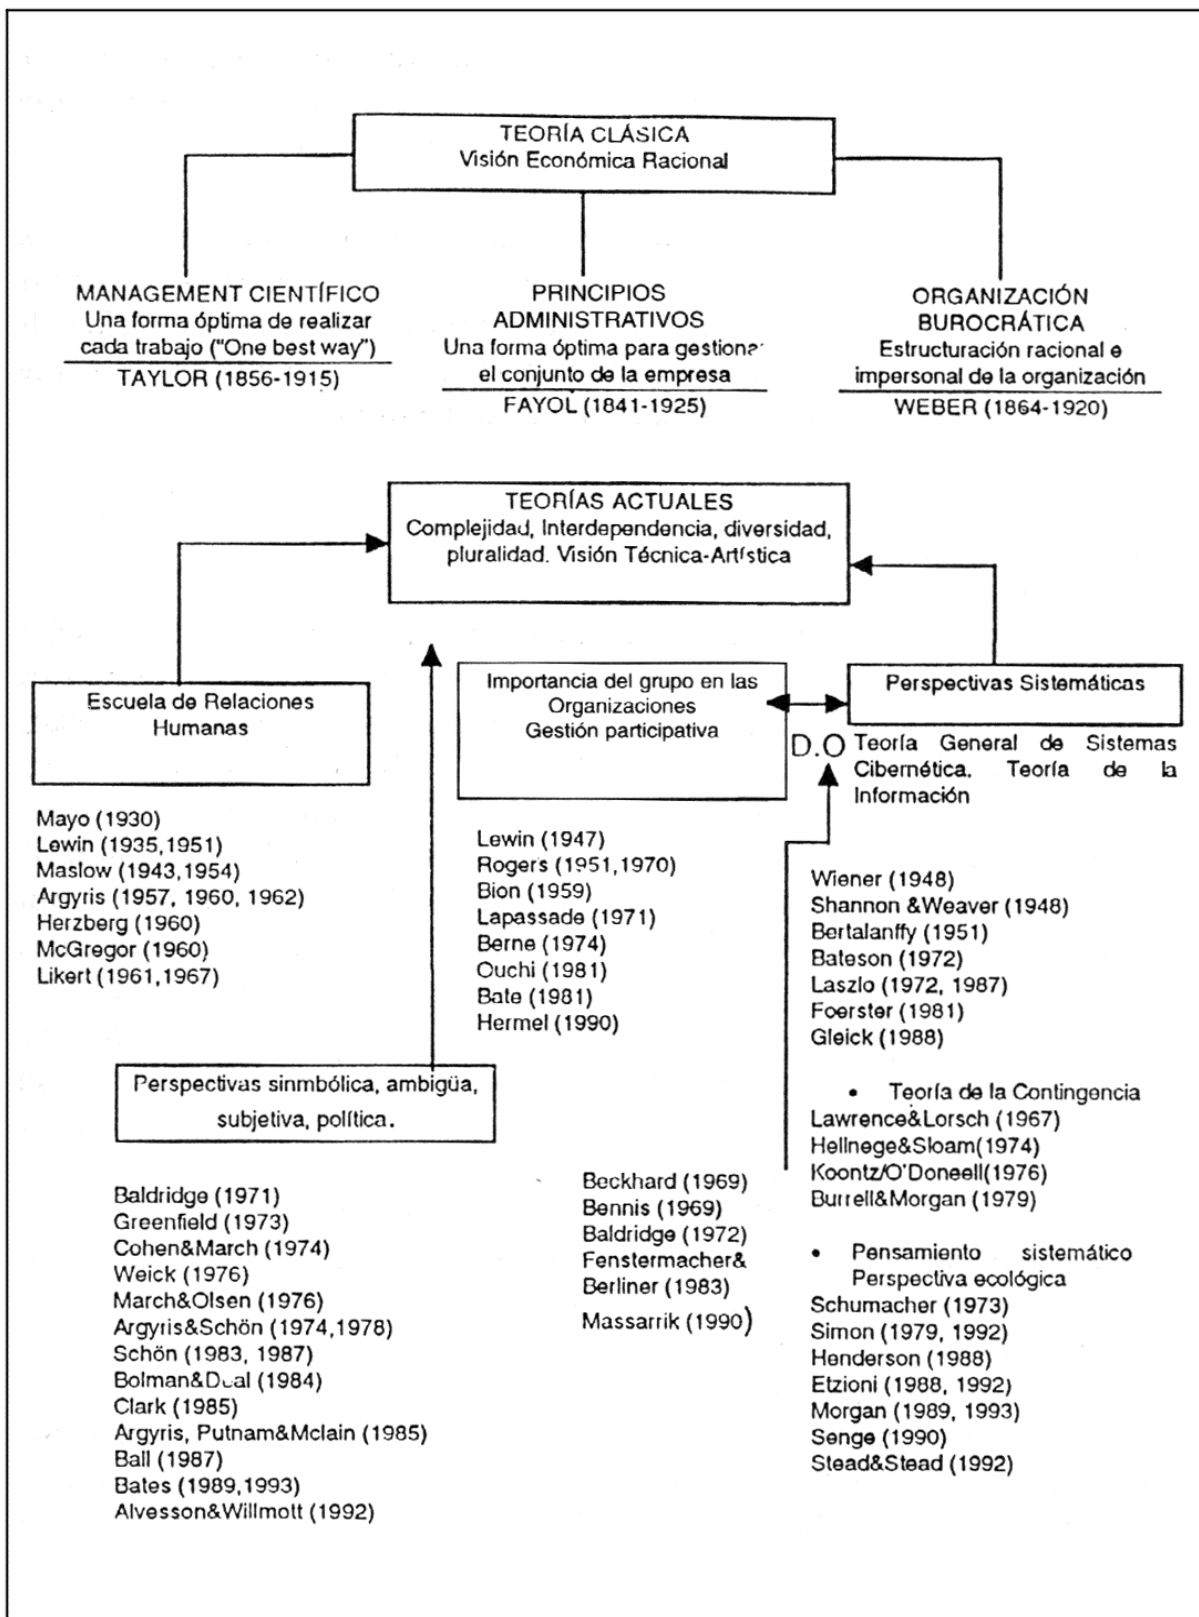 TEORÍA CLÁSICA
Visión Económica Racional
MANAGEMENT CIENTÍFICO
Una forma óptima de realizar
cada trabajo ("One best way")
TAYLOR (1856-1915)
PRINCIPIOS
ADMINISTRATIVOS
Una forma óptima para gestionar
el conjunto de la empresa
FAYOL (1841-1925)
ORGANIZACIÓN
BUROCRÁTICA
Estructuración racional e
impersonal de la organización
WEBER (1864-1920)
TEORÍAS ACTUALES
Complejidad, Interdependencia, diversidad,
pluralidad. Visión Técnica-Artística
Escuela de Relaciones
Humanas
Mayo (1930)
Lewin (1935,1951)
Maslow (1943,1954)
Argyris (1957, 1960, 1962)
Herzberg (1960)
McGregor (1960)
Likert (1961,1967)
Importancia del grupo en las
Organizaciones
Gestión participativa
Lewin (1947)
Rogers (1951,1970)
Bion (1959)
Lapassade (1971)
Berne (1974)
Ouchi (1981)
Bate (1981)
Hermel (1990)
D.O
Perspectivas Sistemáticas
Teoría General de Sistemas
Cibernética. Teoría de la
Información
Wiener (1948)
Shannon &Weaver (1948)
Bertalanffy (1951)
Bateson (1972)
Laszlo (1972, 1987)
Foerster (1981)
Gleick (1988)
• Teoría de la Contingencia
Lawrence&Lorsch (1967)
Hellnege&Sloam(1974)
Koontz/O'Doneell(1976)
Burrell&Morgan (1979)
• Pensamiento sistemático
Perspectiva ecológica
Schumacher (1973)
Simon (1979, 1992)
Henderson (1988)
Etzioni (1988, 1992)
Morgan (1989, 1993)
Senge (1990)
Stead&Stead (1992)
Perspectivas sinmbólica, ambigüa,
subjetiva, política.
Baldridge (1971)
Greenfield (1973)
Cohen&March (1974)
Weick (1976)
March&Olsen (1976)
Argyris&Schön (1974,1978)
Schön (1983, 1987)
Bolman&Deal (1984)
Clark (1985)
Argyris, Putnam&Mclain (1985)
Ball (1987)
Bates (1989,1993)
Alvesson&Willmott (1992)
Beckhard (1969)
Bennis (1969)
Baldridge (1972)
Fenstermacher&
Berliner (1983)
Massarrik (1990)